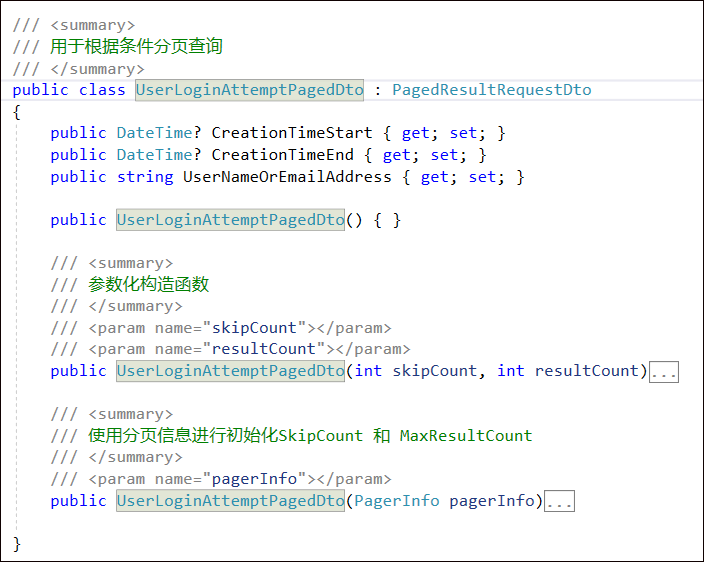 /// <summary>
/// 用于根据条件分页查询
/// </summary>
public class UserLoginAttemptPagedDto : PagedResultRequestDto
{
public DateTime? CreationTimeStart { get; set; }
public DateTime? CreationTimeEnd { get; set; }
public string UserNameOrEmailAddress { get; set; }
public UserLoginAttemptPagedDto() { }
/// <summary>
/// 参数化构造函数
/// </summary>
/// <param name="skipCount"></param>
/// <param name="resultCount"></param>
public UserLoginAttemptPagedDto(int skipCount, int resultCount)...
/// <summary>
/// 使用分页信息进行初始化SkipCount 和 MaxResultCount
/// </summary>
/// <param name="pagerInfo"></param>
public UserLoginAttemptPagedDto(PagerInfo pagerInfo)...
}